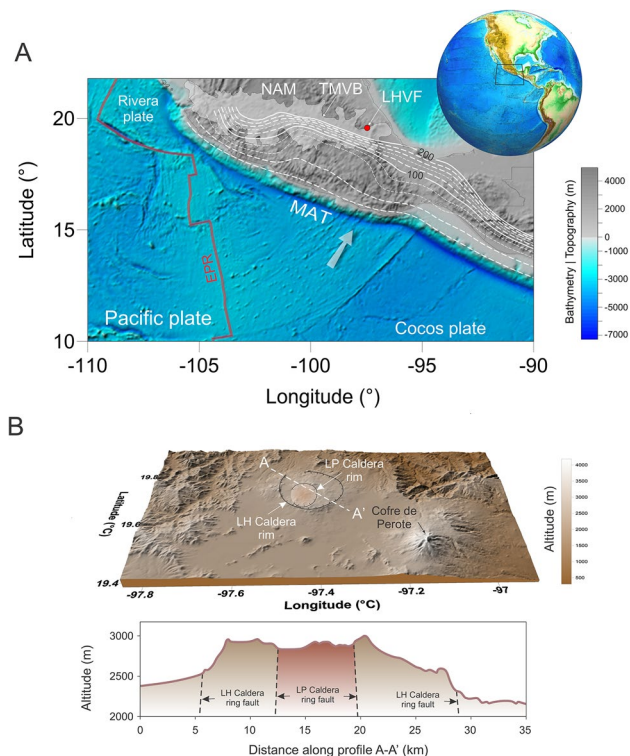 A
NAM
TMVB
LHVF
Rivera
plate
200
100
MAT
EPR
Pacific plate
Cocos plate
20
15
10
Latitude (°)
-110
-105
-100
-95
-90
Longitude (°)
4000
2000
0
-1000
-2000
-3000
-4000
-5000
-7000
Bathymetry | Topography (m)
B
A
LP Caldera
rim
LH Caldera
rim
A'
Cofre de
Perote
19.8
19.6
19.4
Latitude (°C)
-97.8
-97.6
-97.4
-97.2
-97
Longitude (°C)
4000
3500
3000
2500
2000
1500
1000
500
Altitude (m)
3000
2500
2000
Altitude (m)
LH Caldera
ring fault
LP Caldera
ring fault
LH Caldera
ring fault
0
5
10
15
20
25
30
35
Distance along profile A-A' (km)